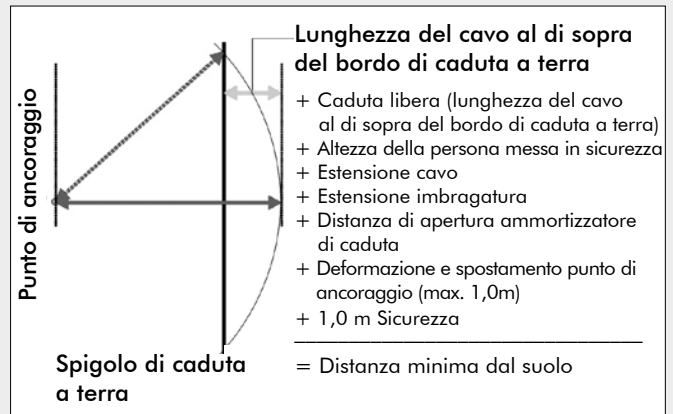 Lunghezza del cavo al di sopra
del bordo di caduta a terra
+ Caduta libera (lunghezza del cavo
al di sopra del bordo di caduta a terra)
+ Altezza della persona messa in sicurezza
+ Estensione cavo
+ Estensione imbragatura
+ Distanza di apertura ammortizzatore
di caduta
+ Deformazione e spostamento punto di
ancoraggio (max. 1,0m)
+ 1,0 m Sicurezza
= Distanza minima dal suolo
Punto di ancoraggio
Spigolo di caduta
a terra